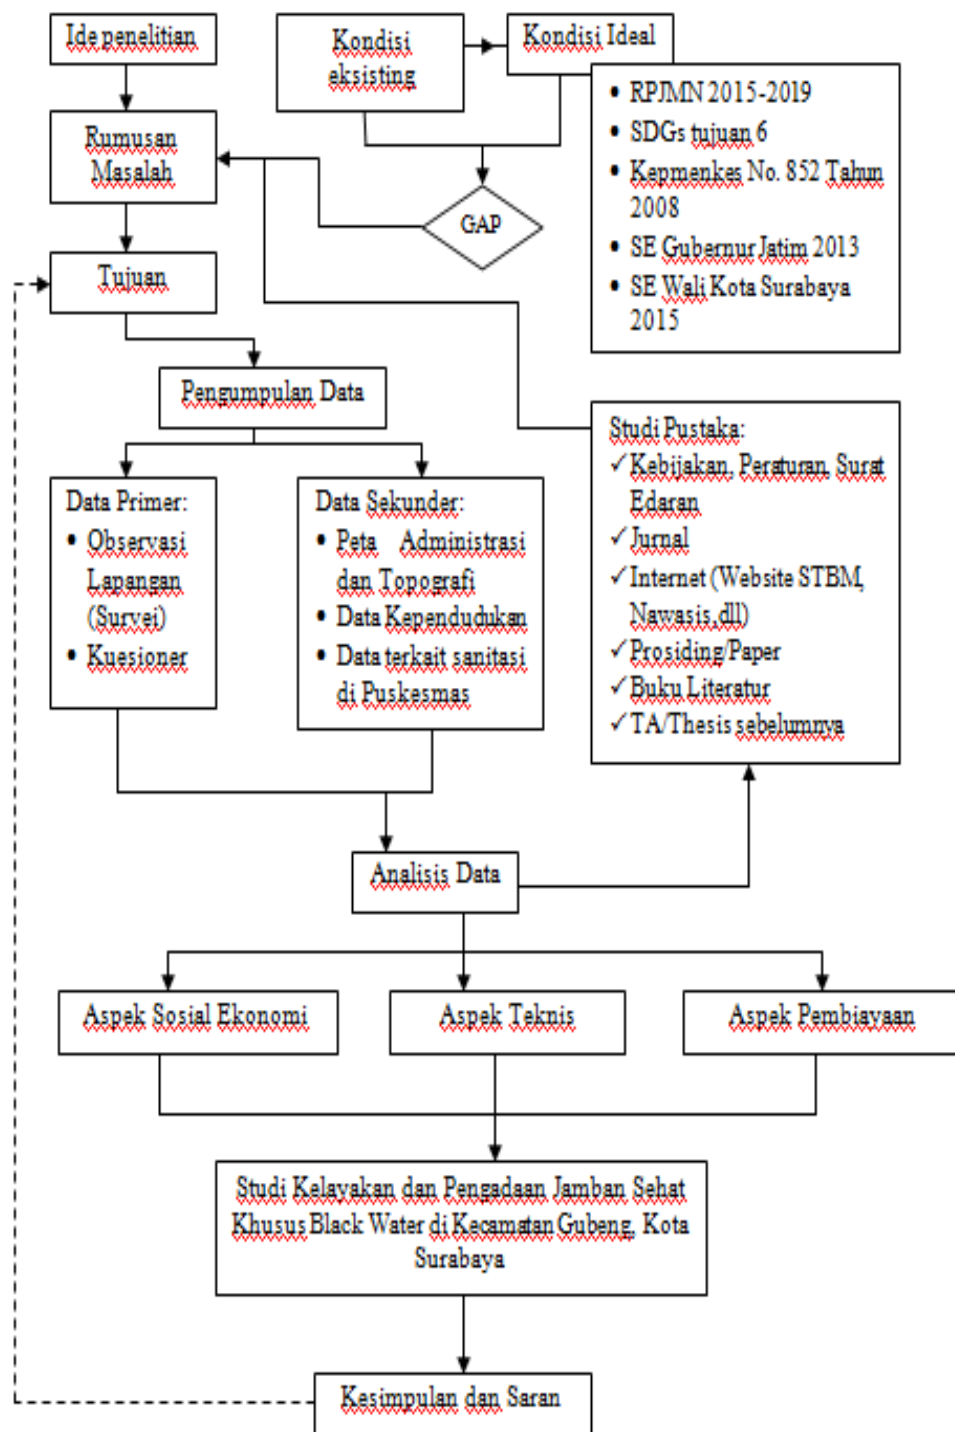 Ide penelitian
Kondisi
eksisting
Kondisi Ideal
• RPJMN 2015-2019
• SDGs tujuan 6
• Kepmenkes No. 852 Tahun
2008
• SE Gubernur Jatim 2013
• SE Wali Kota Surabaya
2015
Rumusan
Masalah
GAP
Tujuan
Pengumpulan Data
Data Primer:
• Observasi
Lapangan
(Survei)
• Kuesioner
Data Sekunder:
• Peta Administrasi
dan Topografi
• Data Kependudukan
• Data terkait sanitasi
di Puskesmas
Studi Pustaka:
✓ Kebijakan, Peraturan, Surat
Edaran
✓ Jurnal
✓ Internet (Website STBM,
Nawasis,dll)
✓ Prosiding/Paper
✓ Buku Literatur
✓ TA/Thesis sebelumnya
Analisis Data
Aspek Sosial Ekonomi
Aspek Teknis
Aspek Pembiayaan
Studi Kelayakan dan Pengadaan Jamban Sehat
Khusus Black Water di Kecamatan Gubeng, Kota
Surabaya
Kesimpulan dan Saran